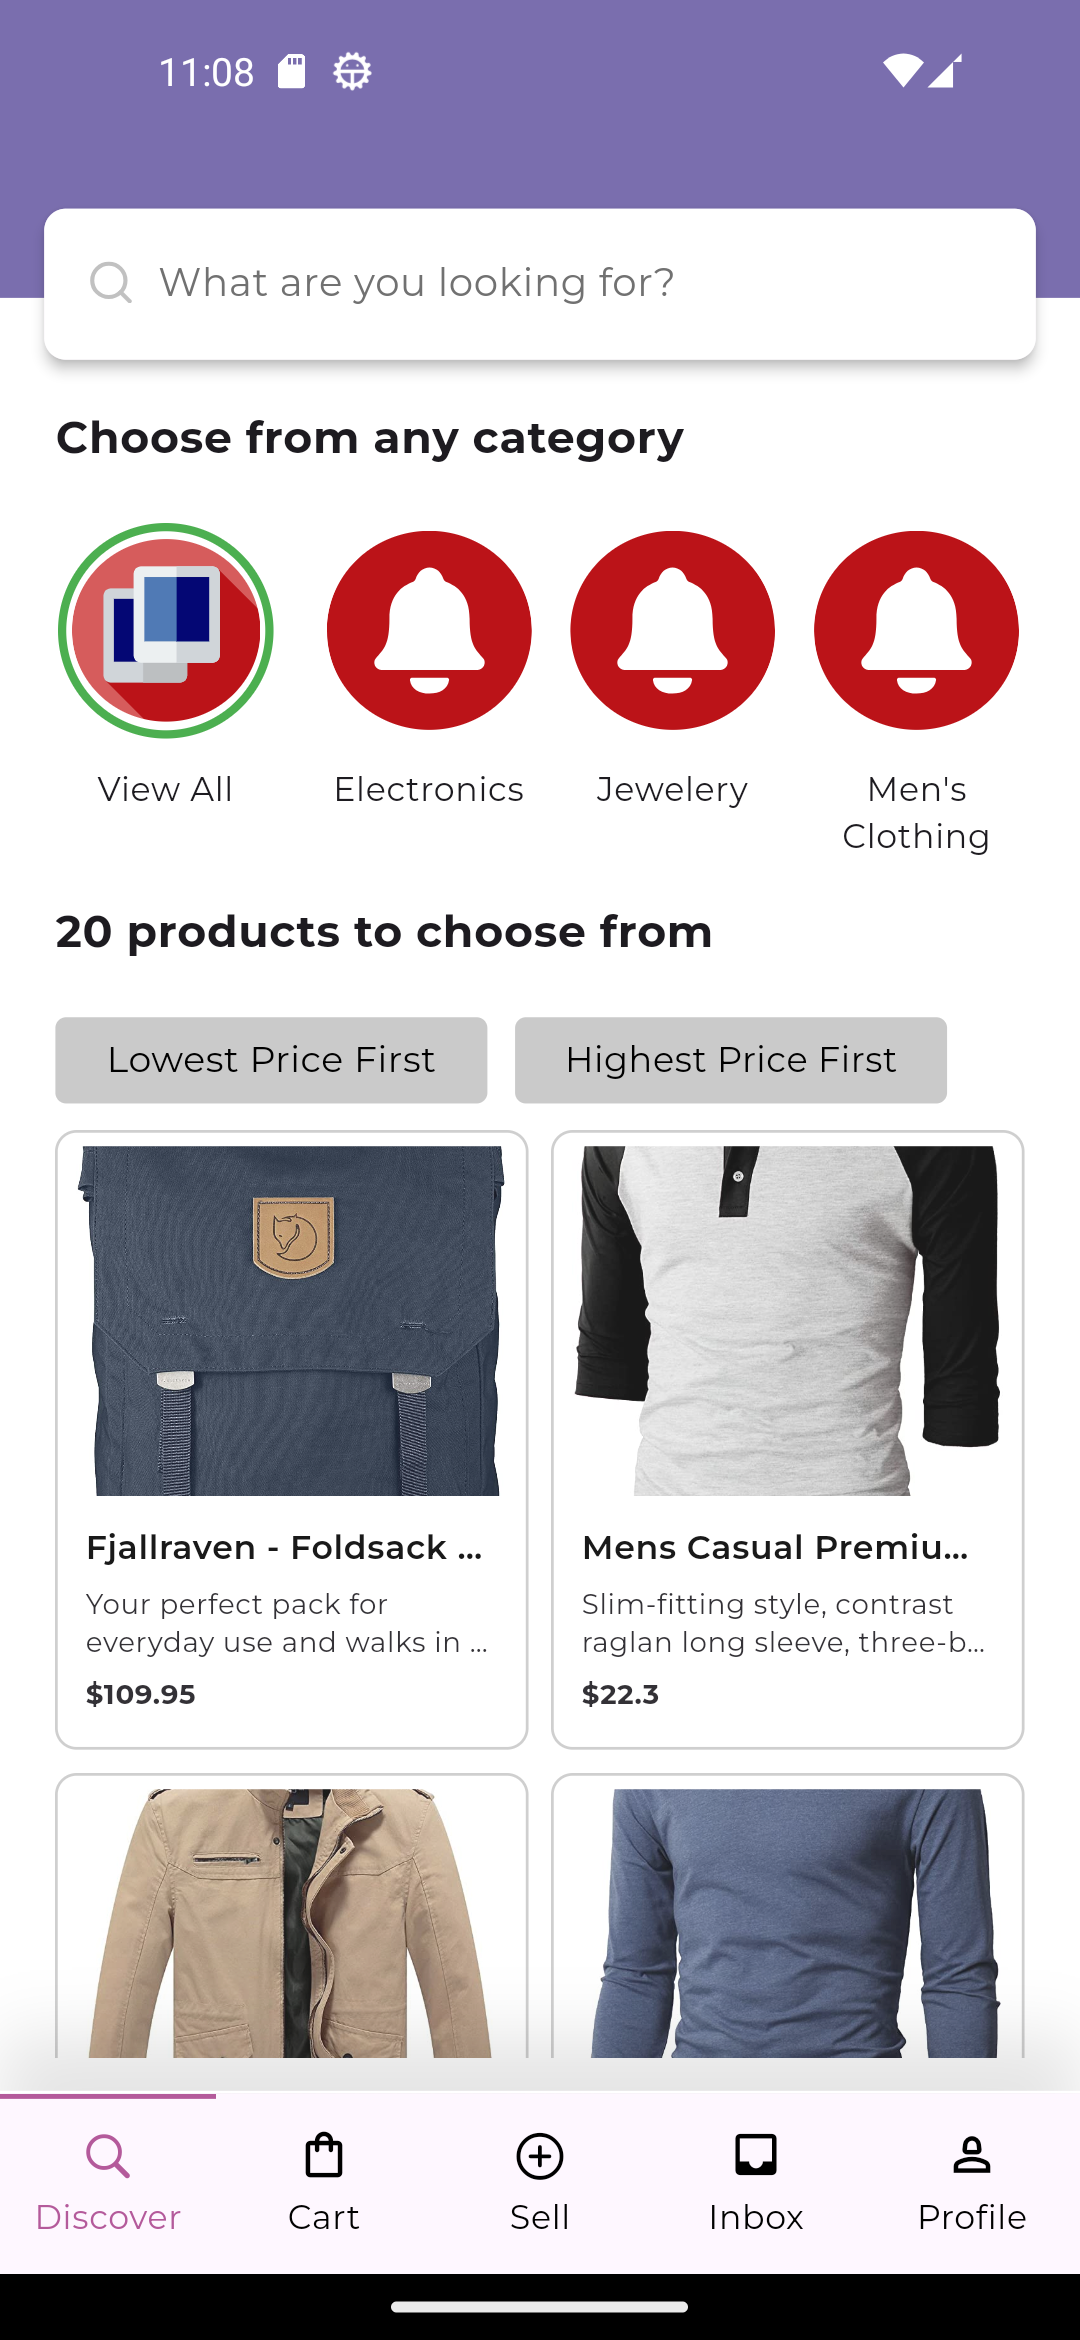 11:08
What are you looking for?
Choose from any category
View All
Electronics
Jewelery
Men's
Clothing
20 products to choose from
Lowest Price First
Highest Price First
Fjallraven - Foldsack ...
Your perfect pack for
everyday use and walks in ...
$109.95
Mens Casual Premiu...
Slim-fitting style, contrast
raglan long sleeve, three-b...
$22.3
Discover
Cart
Sell
Inbox
Profile